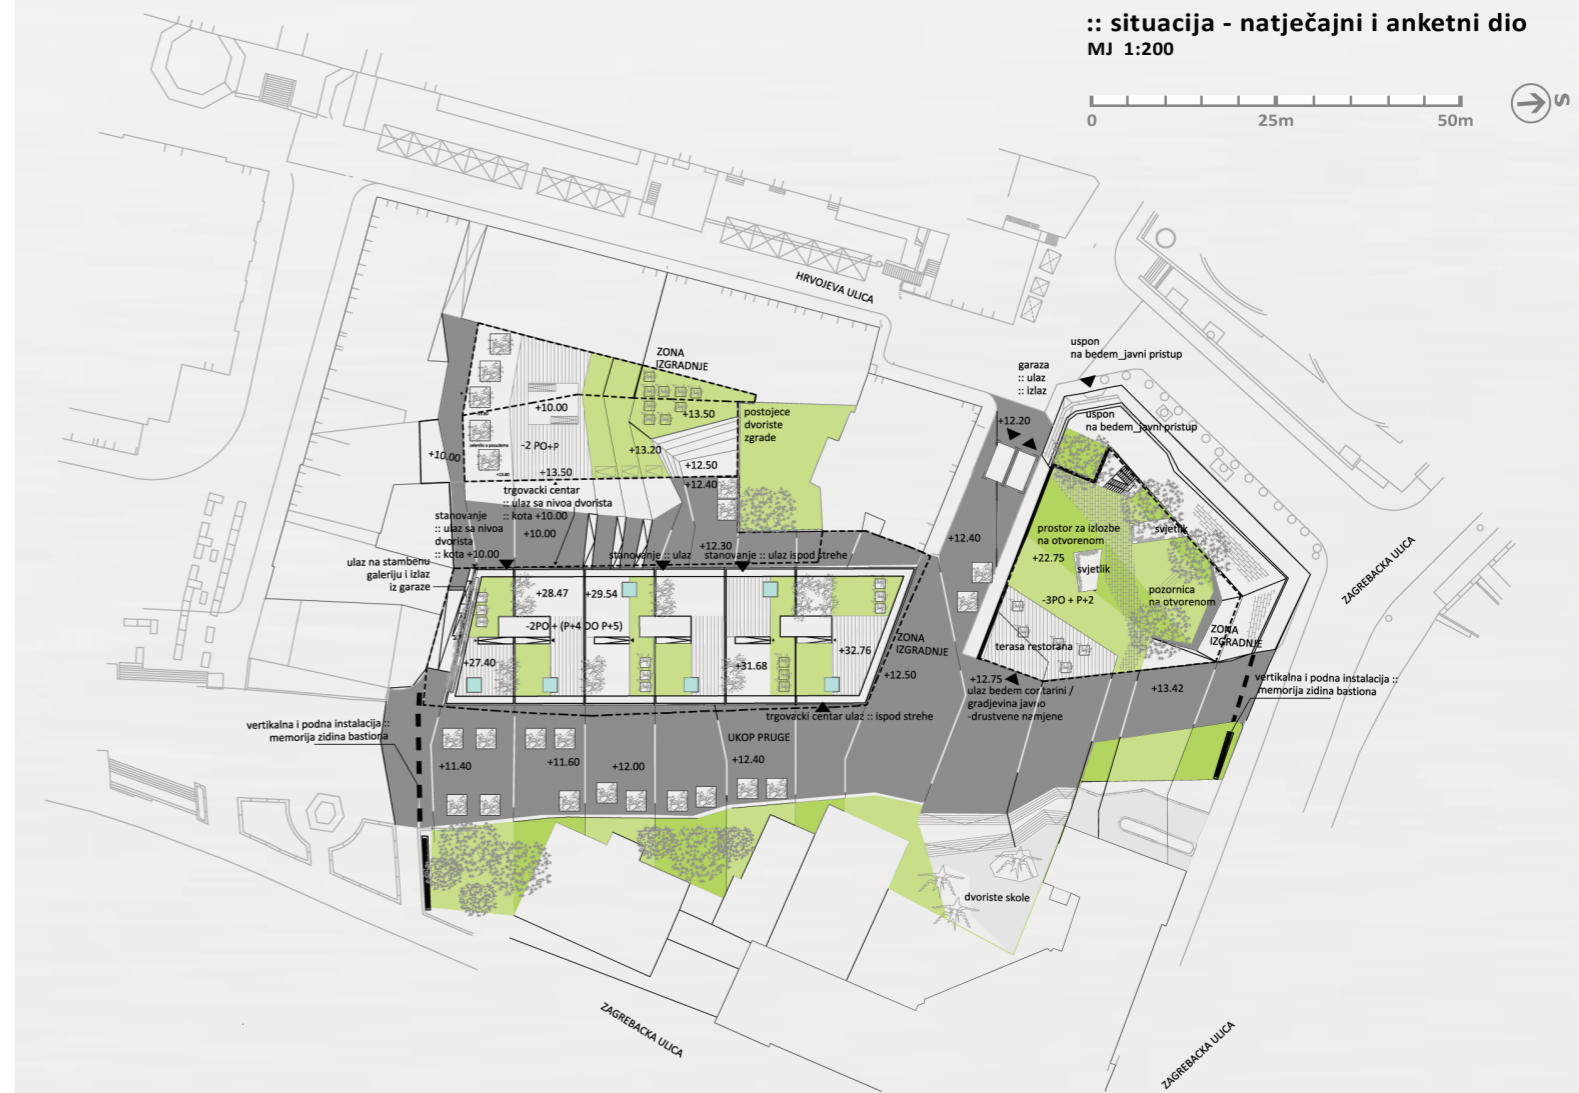 :: situacija - natječajni i anketni dio
MJ 1:200
0
25m
50m
S
HRVOJEVA ULICA
uspon
na bedem_javni pristup
garaza
:: ulaz
:: izlaz
ZONA
IZGRADNJE
+12.20
uspon
na bedem_javni pristup
+10.00
+13.50
postojece
dvoriste
zgrade
-2 PO+P
+13.20
+10.00
+13.50
+12.50
+12.40
trgovacki centar
:: ulaz sa nivoa dvorista
:: kota +10.00
stanovanje
:: ulaz sa nivoa
dvorista
:: kota +10.00
+10.00
+12.30
+12.40
prostor za izlozbe
na otvorenom
svjetlik
+22.75
svjetlik
ZAGREBACKA ULICA
stanovanje :: ulaz
stanovanje :: ulaz ispod strehe
ulaz na stambenu
galeriju i izlaz
iz garaze
+28.47
+29.54
-3PO + P+2
pozornica
na otvorenom
-2PO + (P+4 DO P+5)
ZONA
IZGRADNJE
ZONA
IZGRADNJE
terasa restorana
+27.40
+31.68
+32.76
+12.50
+12.75
ulaz bedem contarini /
gradjevina javno
-drustvene namjene
+13.42
vertikalna i podna instalacija ::
memorija zidina bastiona
trgovacki centar ulaz :: ispod strehe
vertikalna i podna instalacija ::
memorija zidina bastiona
UKOP PRUGE
+11.40
+11.60
+12.00
+12.40
dvoriste skole
ZAGREBACKA ULICA
ZAGREBACKA ULICA